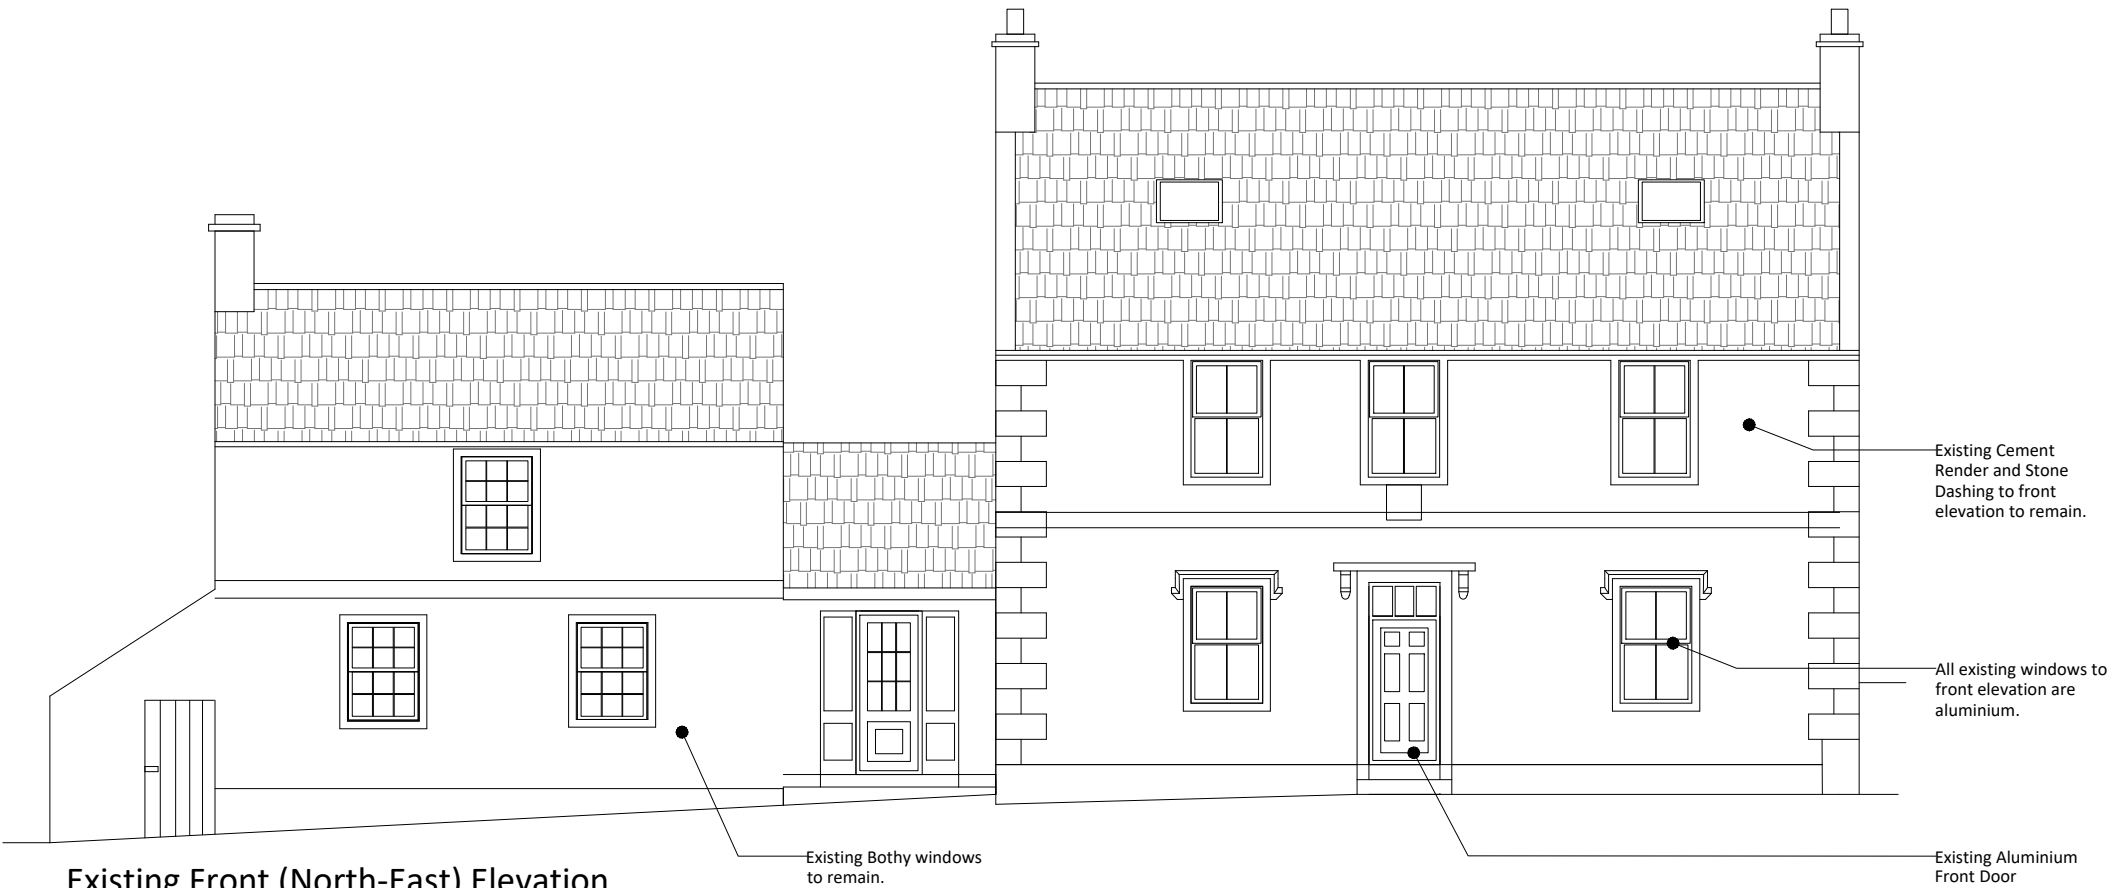 Existing Cement
Render and Stone
Dashing to front
elevation to remain.
All existing windows to
front elevation are
aluminium.
Existing Bothy windows
to remain.
Existing Aluminium
Front Door
Existing Front (North-East) Elevation